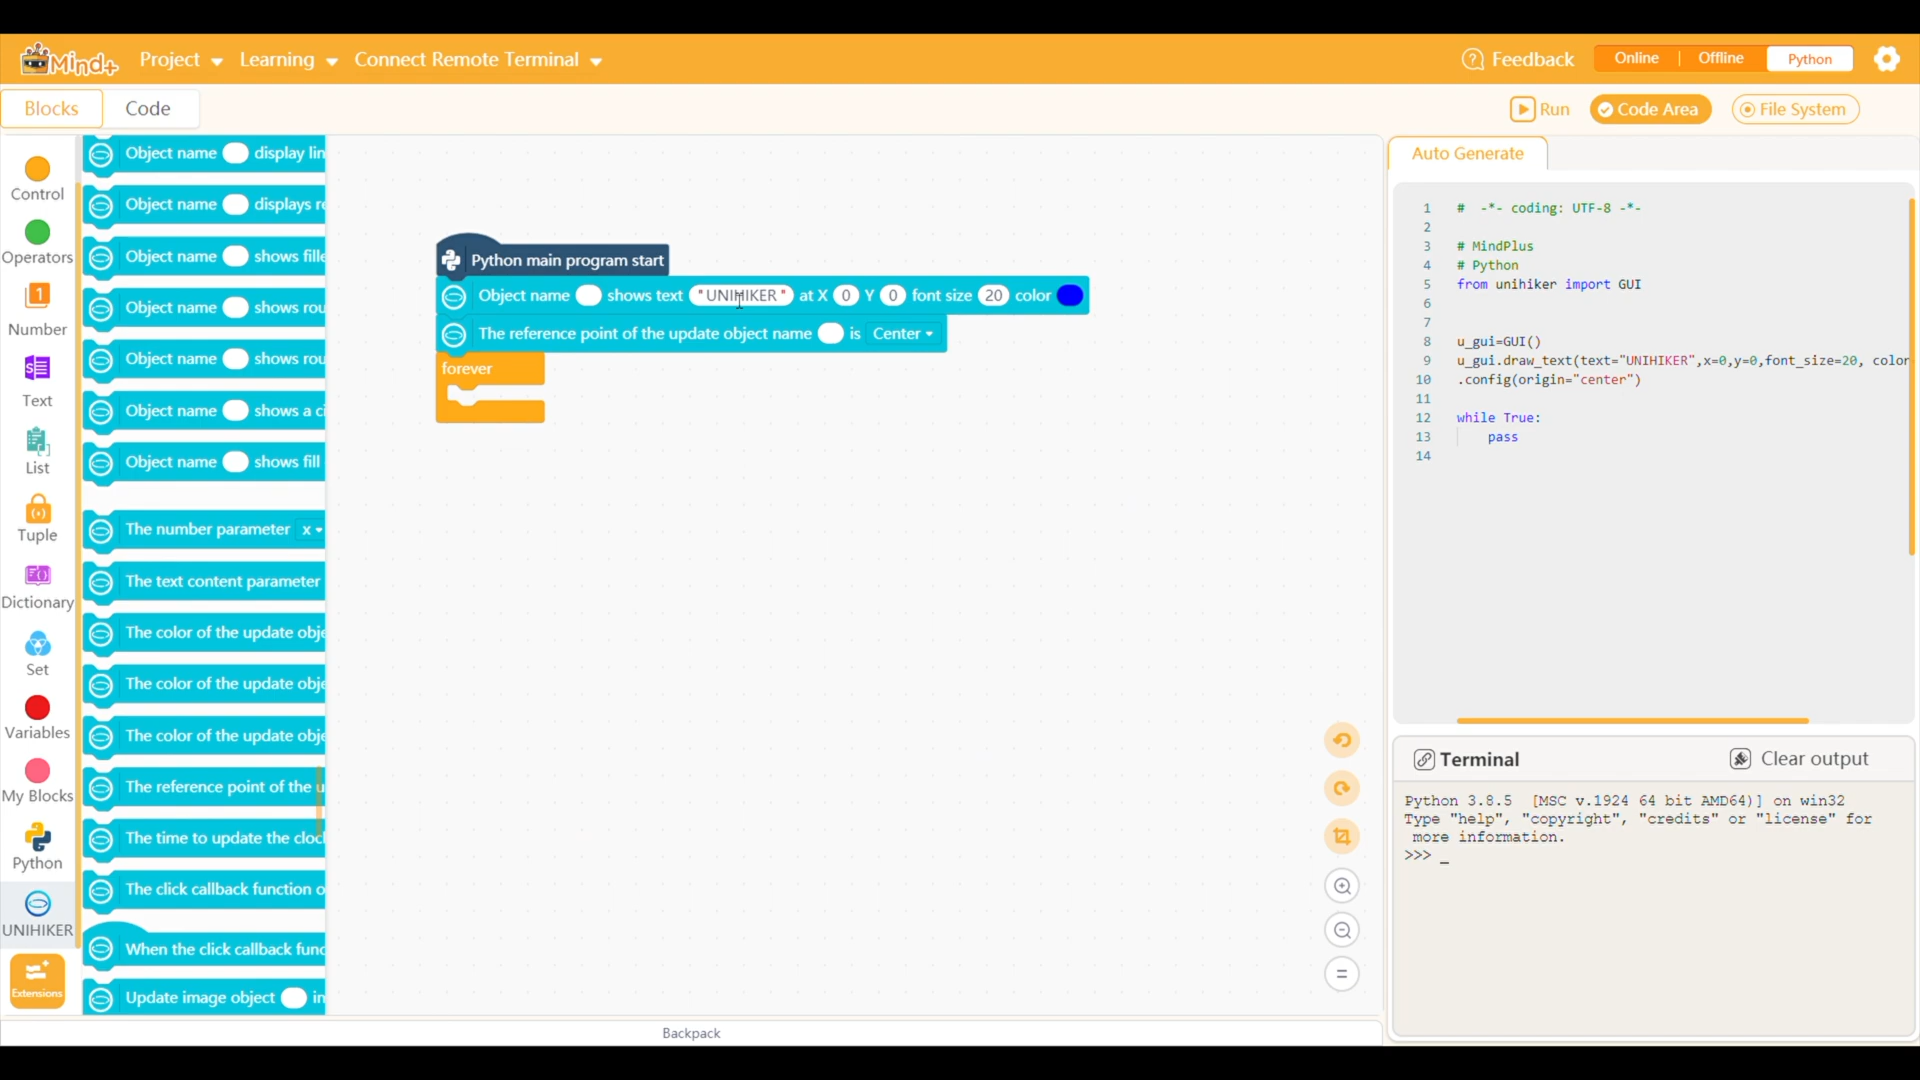 Mind+ Project Learning Connect Remote Terminal Feedback Online Offline Python
Blocks Code Run Code Area File System
Control
Operators
1
Number
Text
List
Tuple
Dictionary
Set
Variables
My Blocks
Python
UNIHIKER
Extensions
Object name display lin
Object name displays re
Object name shows fille
Object name shows rou
Object name shows rou
Object name shows a ci
Object name shows fill
The number parameter x
The text content parameter
The color of the update obje
The color of the update obje
The color of the update obje
The reference point of the u
The time to update the cloc
The click callback function o
When the click callback func
Update image object in
Python main program start
Object name shows text "UNIHIKER" at X 0 Y 0 font size 20 color
The reference point of the update object name is Center
forever
Backpack
Auto Generate
1 # -*- coding: UTF-8 -*-
2
3 # MindPlus
4 # Python
5 from unihiker import GUI
6
7
8 u_gui=GUI()
9 u_gui.draw_text(text="UNIHIKER",x=0,y=0,font_size=20, color
10 .config(origin="center")
11
12 while True:
13 pass
14
Terminal Clear output
Python 3.8.5 [MSC v.1924 64 bit AMD64)] on win32
Type "help", "copyright", "credits" or "license" for
more information.
>>> _